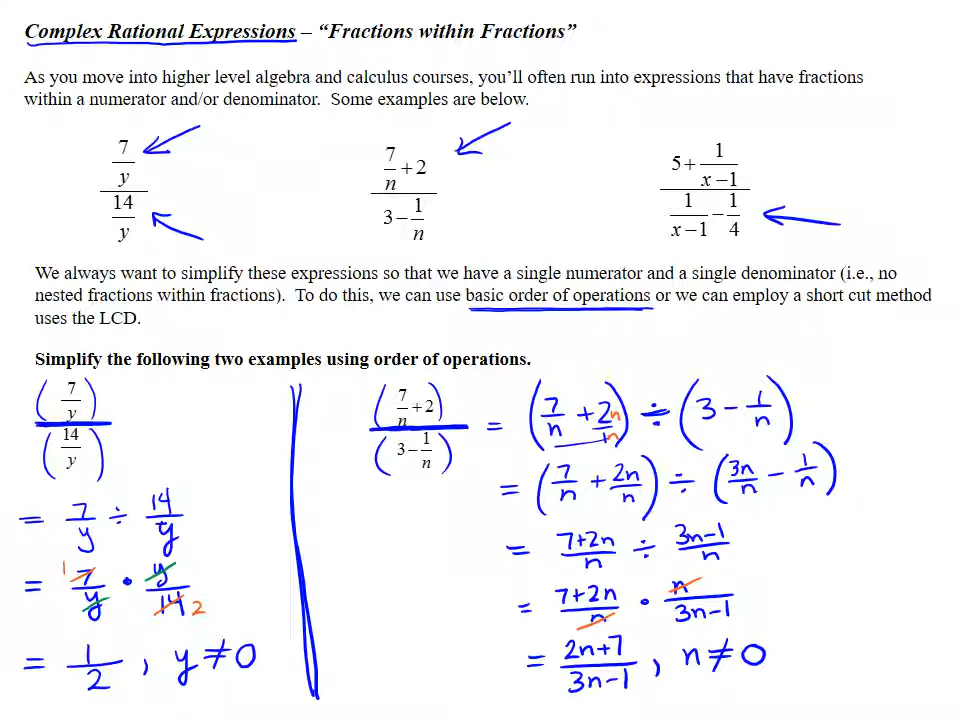 Complex Rational Expressions – “Fractions within Fractions”
As you move into higher level algebra and calculus courses, you’ll often run into expressions that have fractions
within a numerator and/or denominator. Some examples are below.
(7/y)/(14/y)
(7/n + 2)/(3 − 1/n)
(5 + 1/(x−1))/(1/(x−1) − 1/4)
We always want to simplify these expressions so that we have a single numerator and a single denominator (i.e., no
nested fractions within fractions). To do this, we can use basic order of operations or we can employ a short cut method
uses the LCD.
Simplify the following two examples using order of operations.
(7/y)/(14/y)
= 7/y ÷ 14/y
= 7/y • y/14 1 2
= 1/2 , y ≠ 0
(7/n + 2)/(3 − 1/n) = (7/n + 2n/1n) ÷ (3 − 1/n)
= (7/n + 2n/n) ÷ (3n/n − 1/n)
= (7+2n)/n ÷ (3n−1)/n
= (7+2n)/n • n/(3n−1)
= (2n+7)/(3n−1) , n ≠ 0